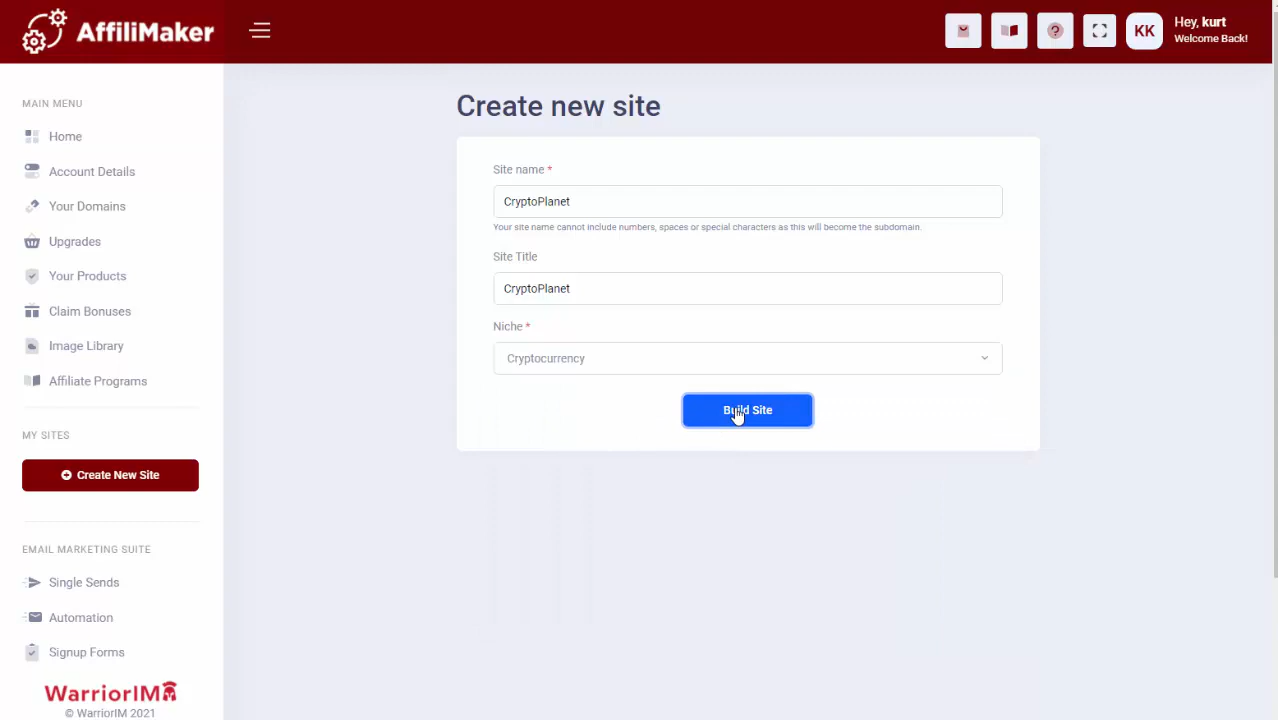 AffiliMaker
KK
Hey, kurt
Welcome Back!
MAIN MENU
Home
Account Details
Your Domains
Upgrades
Your Products
Claim Bonuses
Image Library
Affiliate Programs
MY SITES
Create New Site
EMAIL MARKETING SUITE
Single Sends
Automation
Signup Forms
WarriorIM
© WarriorIM 2021
Create new site
Site name *
CryptoPlanet
Your site name cannot include numbers, spaces or special characters as this will become the subdomain.
Site Title
CryptoPlanet
Niche *
Cryptocurrency
Build Site